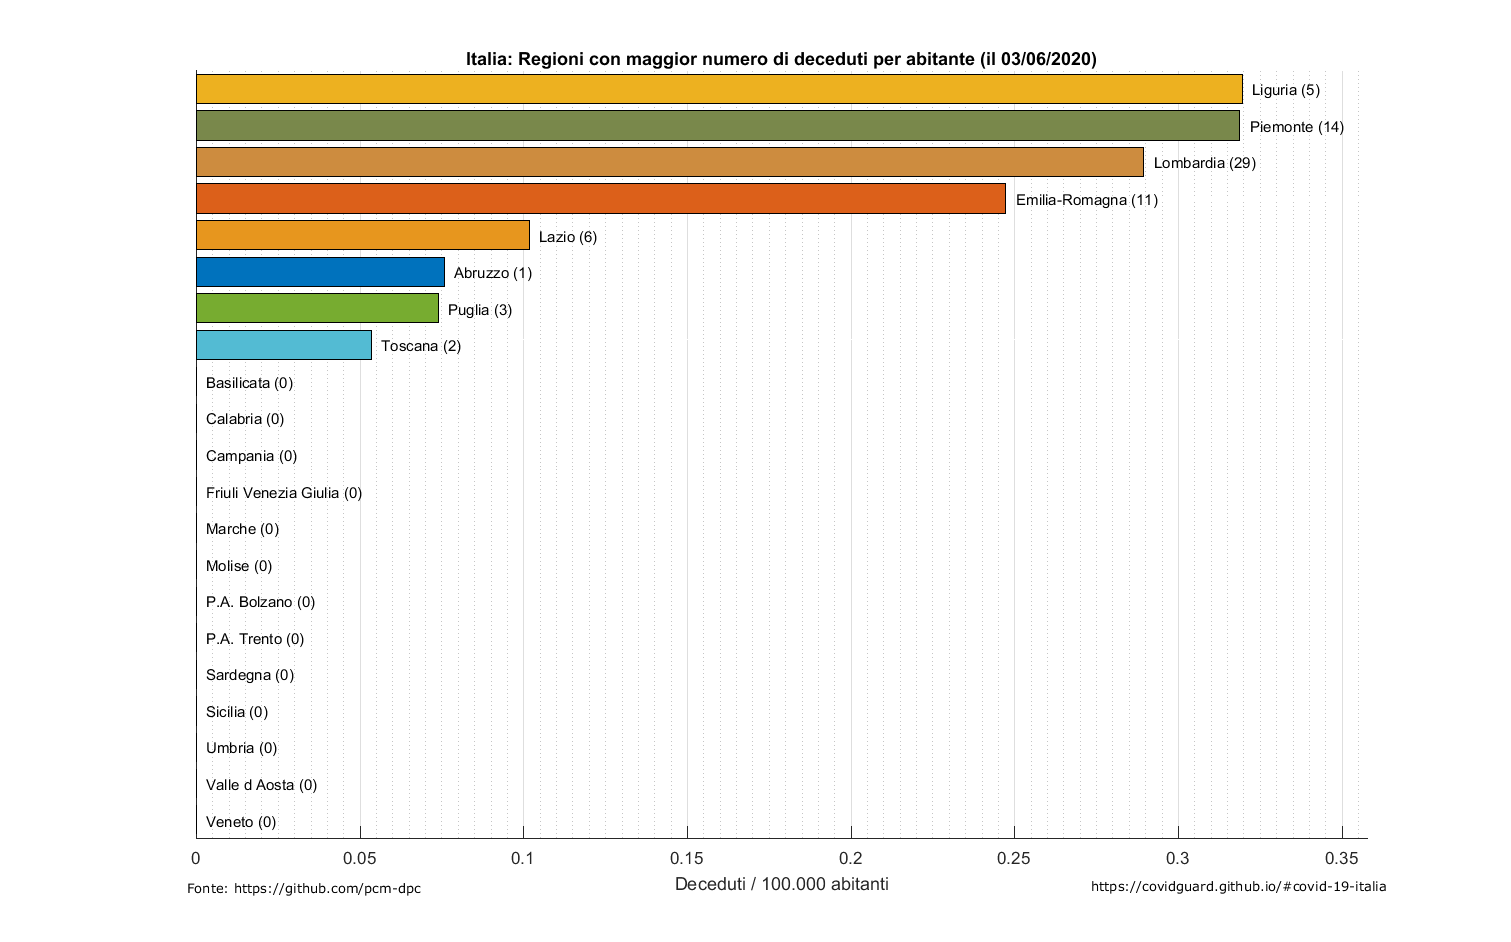 Italia: Regioni con maggior numero di deceduti per abitante (il 03/06/2020)
Liguria (5)
Piemonte (14)
Lombardia (29)
Emilia-Romagna (11)
Lazio (6)
Abruzzo (1)
Puglia (3)
Toscana (2)
Basilicata (0)
Calabria (0)
Campania (0)
Friuli Venezia Giulia (0)
Marche (0)
Molise (0)
P.A. Bolzano (0)
P.A. Trento (0)
Sardegna (0)
Sicilia (0)
Umbria (0)
Valle d Aosta (0)
Veneto (0)
0 0.05 0.1 0.15 0.2 0.25 0.3 0.35
Deceduti / 100.000 abitanti
Fonte: https://github.com/pcm-dpc
https://covidguard.github.io/#covid-19-italia